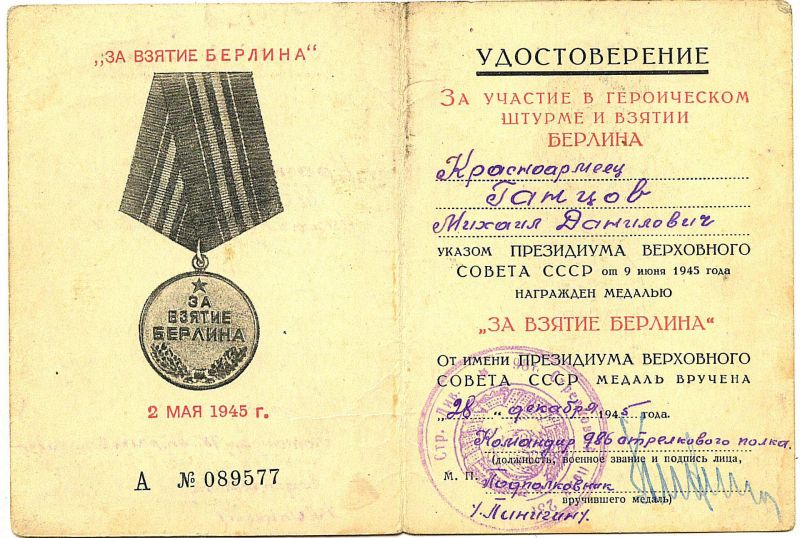 „ЗА ВЗЯТИЕ БЕРЛИНА“
ЗА
ВЗЯТИЕ
БЕРЛИНА
2 МАЯ 1945 г.
А № 089577
УДОСТОВЕРЕНИЕ
ЗА УЧАСТИЕ В ГЕРОИЧЕСКОМ
ШТУРМЕ И ВЗЯТИИ
БЕРЛИНА
Красноармеец
Ганцов
Михаил Данилович
УКАЗОМ ПРЕЗИДИУМА ВЕРХОВНОГО
СОВЕТА СССР от 9 июня 1945 года
НАГРАЖДЕН МЕДАЛЬЮ
„ЗА ВЗЯТИЕ БЕРЛИНА“
ОТ ИМЕНИ ПРЕЗИДИУМА ВЕРХОВНОГО
СОВЕТА СССР МЕДАЛЬ ВРУЧЕНА
„28“ декабря 1945 года.
Командир 986 стрелкового полка.
(должность, военное звание и подпись лица,
М. П. Подполковник
вручившего медаль)
/Линигин/.